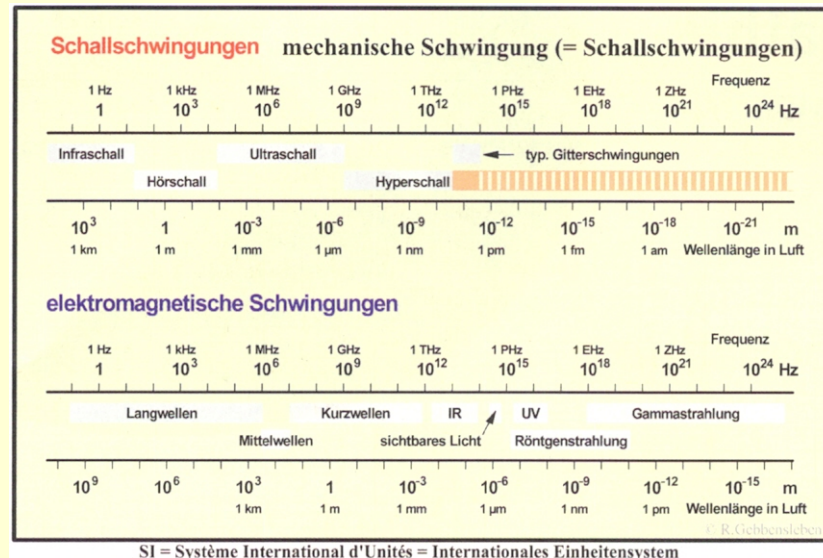 Schallschwingungen mechanische Schwingung (= Schallschwingungen)
Frequenz
1 Hz 1 kHz 1 MHz 1 GHz 1 THz 1 PHz 1 EHz 1 ZHz
1 10³ 10⁶ 10⁹ 10¹² 10¹⁵ 10¹⁸ 10²¹ 10²⁴ Hz
Infraschall Ultraschall typ. Gitterschwingungen
Hörschall Hyperschall
10³ 1 10⁻³ 10⁻⁶ 10⁻⁹ 10⁻¹² 10⁻¹⁵ 10⁻¹⁸ 10⁻²¹ m
1 km 1 m 1 mm 1 µm 1 nm 1 pm 1 fm 1 am Wellenlänge in Luft
elektromagnetische Schwingungen
Frequenz
1 Hz 1 kHz 1 MHz 1 GHz 1 THz 1 PHz 1 EHz 1 ZHz
1 10³ 10⁶ 10⁹ 10¹² 10¹⁵ 10¹⁸ 10²¹ 10²⁴ Hz
Langwellen Kurzwellen IR UV Gammastrahlung
Mittelwellen sichtbares Licht Röntgenstrahlung
10⁹ 10⁶ 10³ 1 10⁻³ 10⁻⁶ 10⁻⁹ 10⁻¹² 10⁻¹⁵ m
1 km 1 m 1 mm 1 µm 1 nm 1 pm Wellenlänge in Luft
© R.Gebbensleben
SI = Système International d'Unités = Internationales Einheitensystem